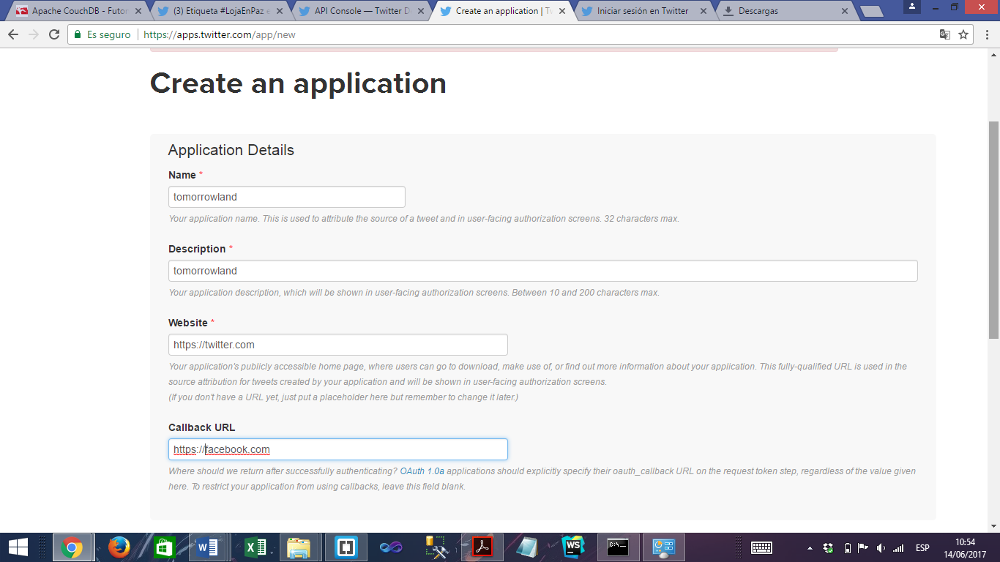 Apache CouchDB - Futor
(3) Etiqueta #LojaEnPaz e
API Console — Twitter D
Create an application | Tw
Iniciar sesión en Twitter
Descargas
Es seguro
https://apps.twitter.com/app/new
Create an application
Application Details
Name *
tomorrowland
Your application name. This is used to attribute the source of a tweet and in user-facing authorization screens. 32 characters max.
Description *
tomorrowland
Your application description, which will be shown in user-facing authorization screens. Between 10 and 200 characters max.
Website *
https://twitter.com
Your application's publicly accessible home page, where users can go to download, make use of, or find out more information about your application. This fully-qualified URL is used in the
source attribution for tweets created by your application and will be shown in user-facing authorization screens.
(If you don't have a URL yet, just put a placeholder here but remember to change it later.)
Callback URL
https://facebook.com
Where should we return after successfully authenticating? OAuth 1.0a applications should explicitly specify their oauth_callback URL on the request token step, regardless of the value given
here. To restrict your application from using callbacks, leave this field blank.
WS
C:\.
ESP
10:54
14/06/2017